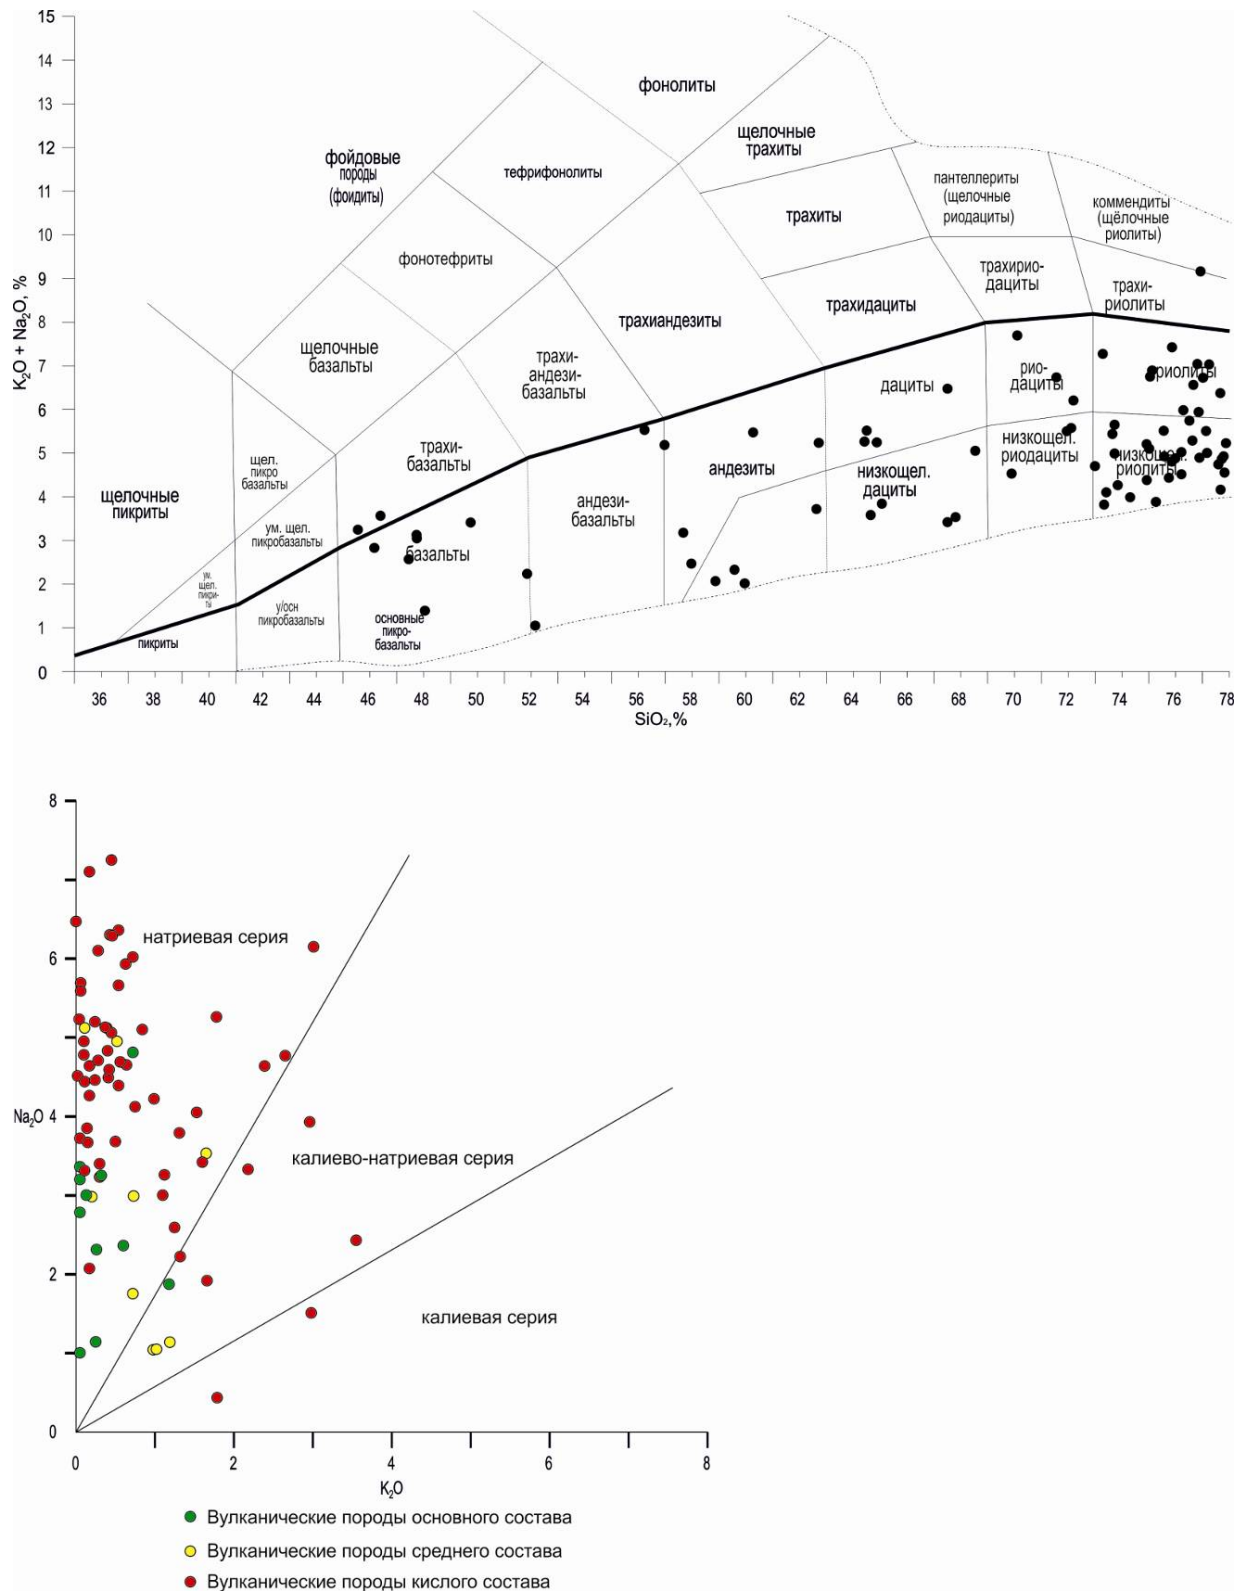 15
14
13
12
11
10
9
8
7
6
5
4
3
2
1
0
K₂O + Na₂O, %
фонолиты
щелочные
трахиты
фойдовые
породы
(фоидиты)
тефрифонолиты
пантеллериты
(щелочные
риодациты)
коммендиты
(щёлочные
риолиты)
трахиты
фонотефриты
трахирио-
дациты
трахи-
риолиты
трахидациты
трахиандезиты
щелочные
базальты
трахи-
андези-
базальты
дациты
рио-
дациты
риолиты
трахи-
базальты
щел.
пикро
базальты
щелочные
пикриты
андезиты
низкощел.
дациты
низкощел.
риодациты
низкощел.
риолиты
андези-
базальты
ум. щел.
пикробазальты
базальты
ум.
щел.
пикри-
ты
у/осн
пикробазальты
основные
пикро-
базальты
пикриты
36 38 40 42 44 46 48 50 52 54 56 58 60 62 64 66 68 70 72 74 76 78
SiO₂,%
8
6
Na₂O 4
2
0
натриевая серия
калиево-натриевая серия
калиевая серия
0 2 4 6 8
K₂O
Вулканические породы основного состава
Вулканические породы среднего состава
Вулканические породы кислого состава